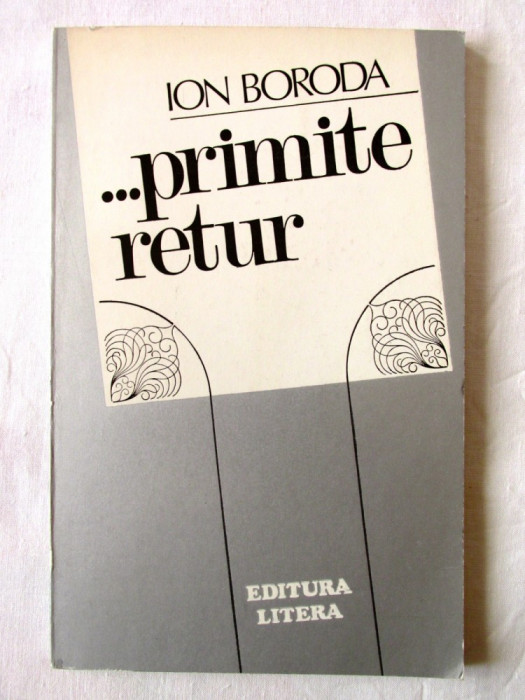 ION BORODA
...primite
retur
EDITURA
LITERA